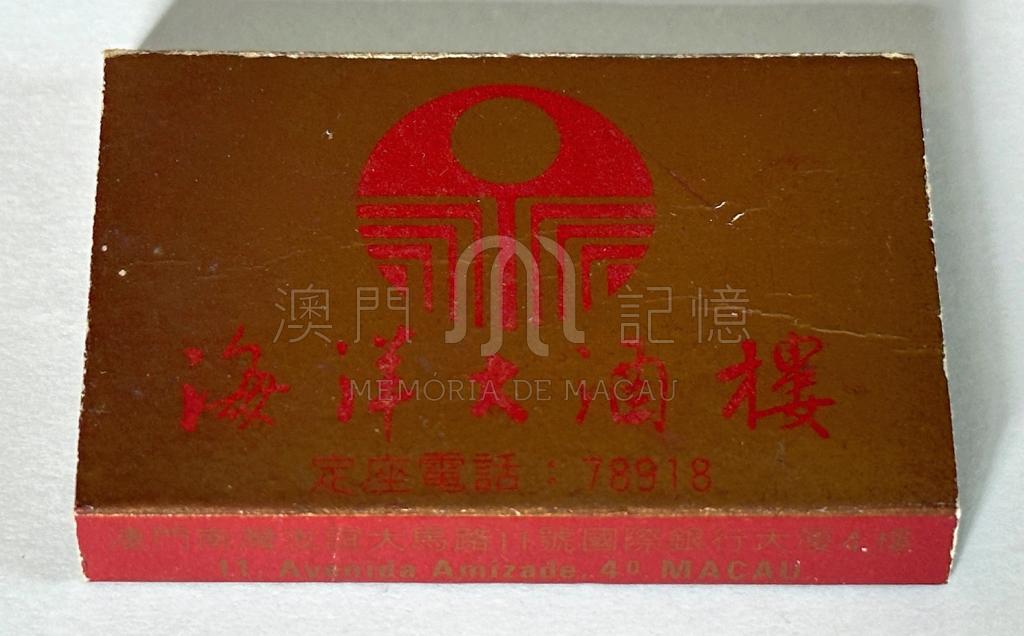 澳門 記憶
MEMÓRIA DE MACAU
海洋大酒樓
定座電話：78918
澳門南灣友誼大馬路11號國際銀行大廈4樓
11, Avenida Amizade, 4º MACAU